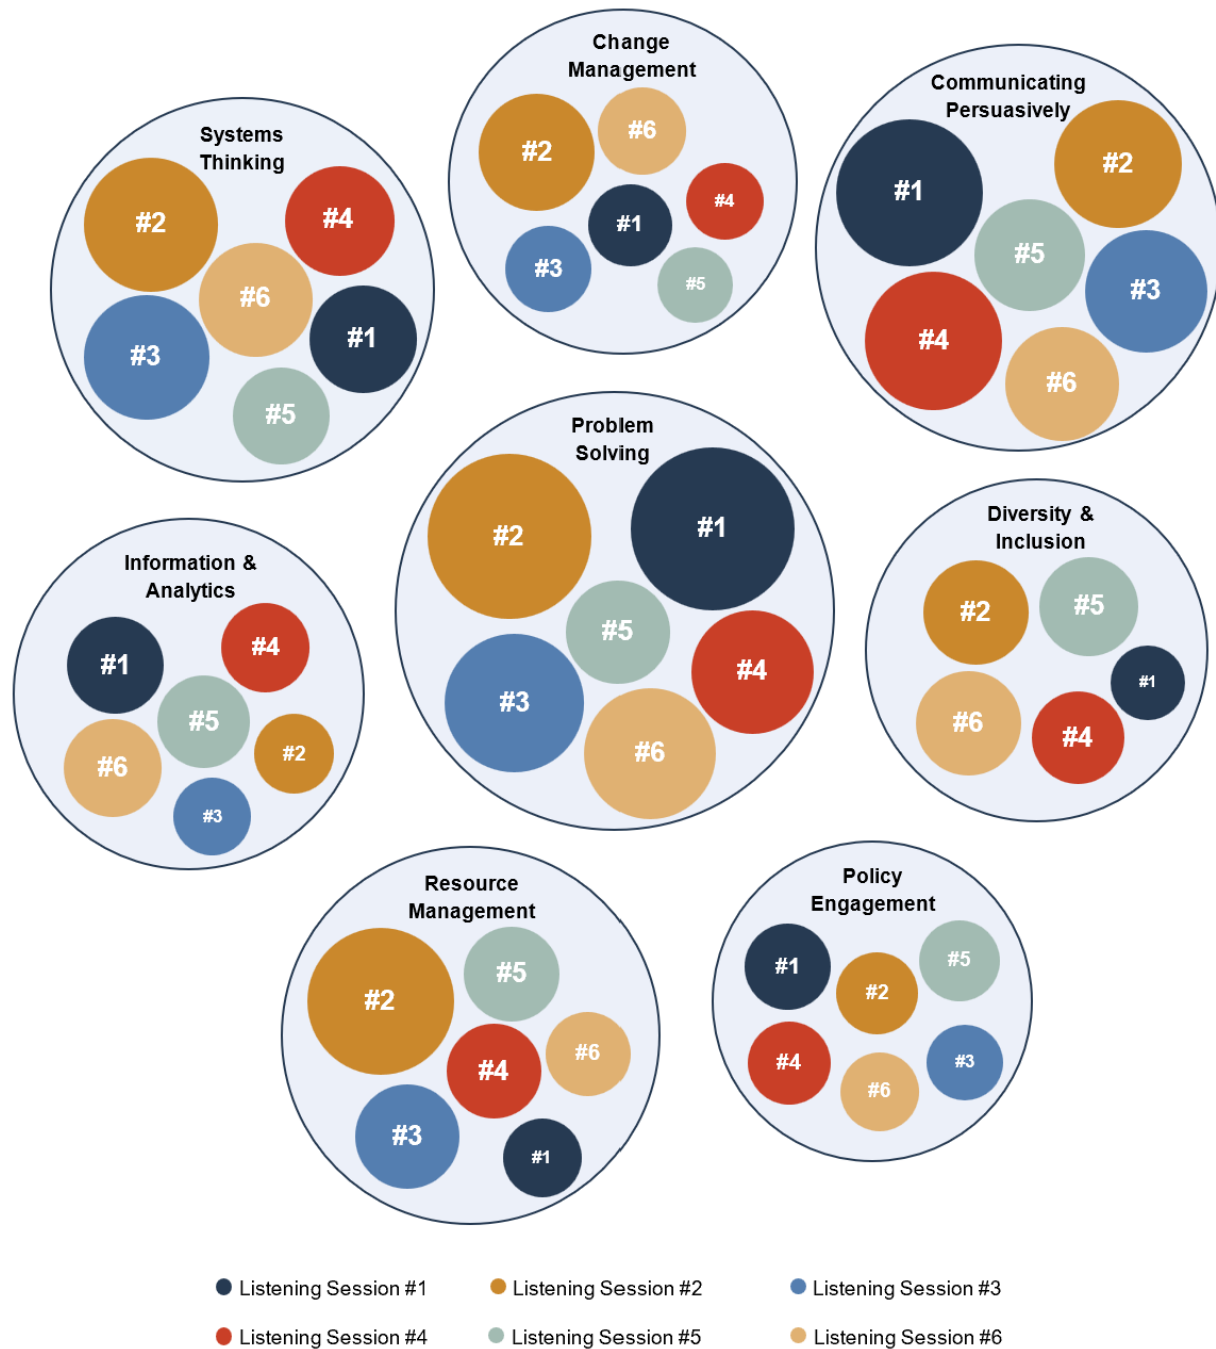 Change
Management
#2
#6
#1
#4
#3
#5
Communicating
Persuasively
#1
#2
#5
#3
#4
#6
Systems
Thinking
#2
#4
#6
#3
#1
#5
Problem
Solving
#2
#1
#5
#4
#3
#6
Diversity &
Inclusion
#2
#5
#1
#6
#4
Information &
Analytics
#1
#4
#5
#6
#2
#3
Resource
Management
#2
#5
#4
#6
#3
#1
Policy
Engagement
#1
#2
#5
#4
#6
#3
Listening Session #1
Listening Session #2
Listening Session #3
Listening Session #4
Listening Session #5
Listening Session #6